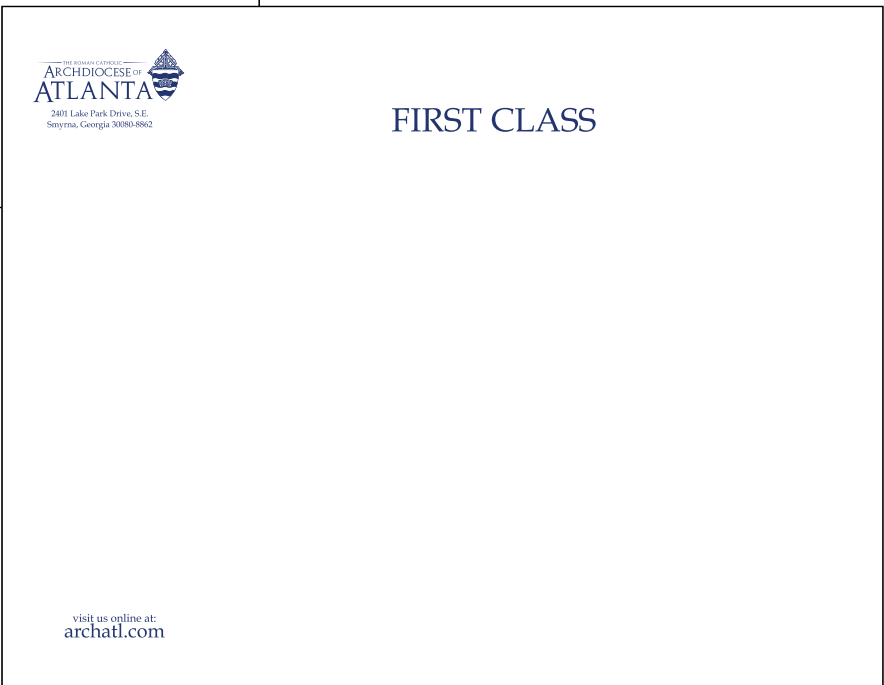 THE ROMAN CATHOLIC
ARCHDIOCESE OF
ATLANTA
2401 Lake Park Drive, S.E.
Smyrna, Georgia 30080-8862
FIRST CLASS
visit us online at:
archatl.com